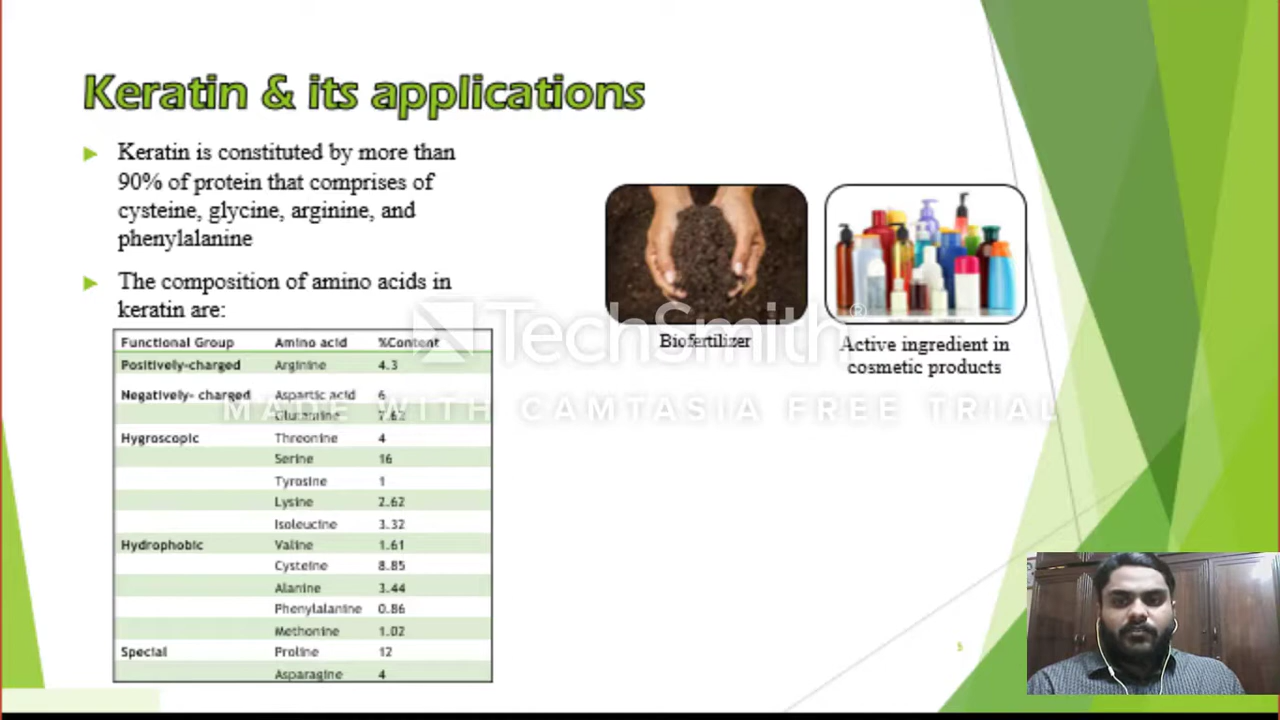 Keratin & its applications
Keratin is constituted by more than
90% of protein that comprises of
cysteine, glycine, arginine, and
phenylalanine
The composition of amino acids in
keratin are:
Functional Group Amino acid %Content
Positively-charged Arginine 4.3
Negatively- charged Aspartic acid 6
Glutamine 7.62
Hygroscopic Threonine 4
Serine 16
Tyrosine 1
Lysine 2.62
Isoleucine 3.32
Hydrophobic Valine 1.61
Cysteine 8.85
Alanine 3.44
Phenylalanine 0.86
Methonine 1.02
Special Proline 12
Asparagine 4
Biofertilizer
Active ingredient in
cosmetic products
TechSmith®
MADE WITH CAMTASIA FREE TRIAL
5